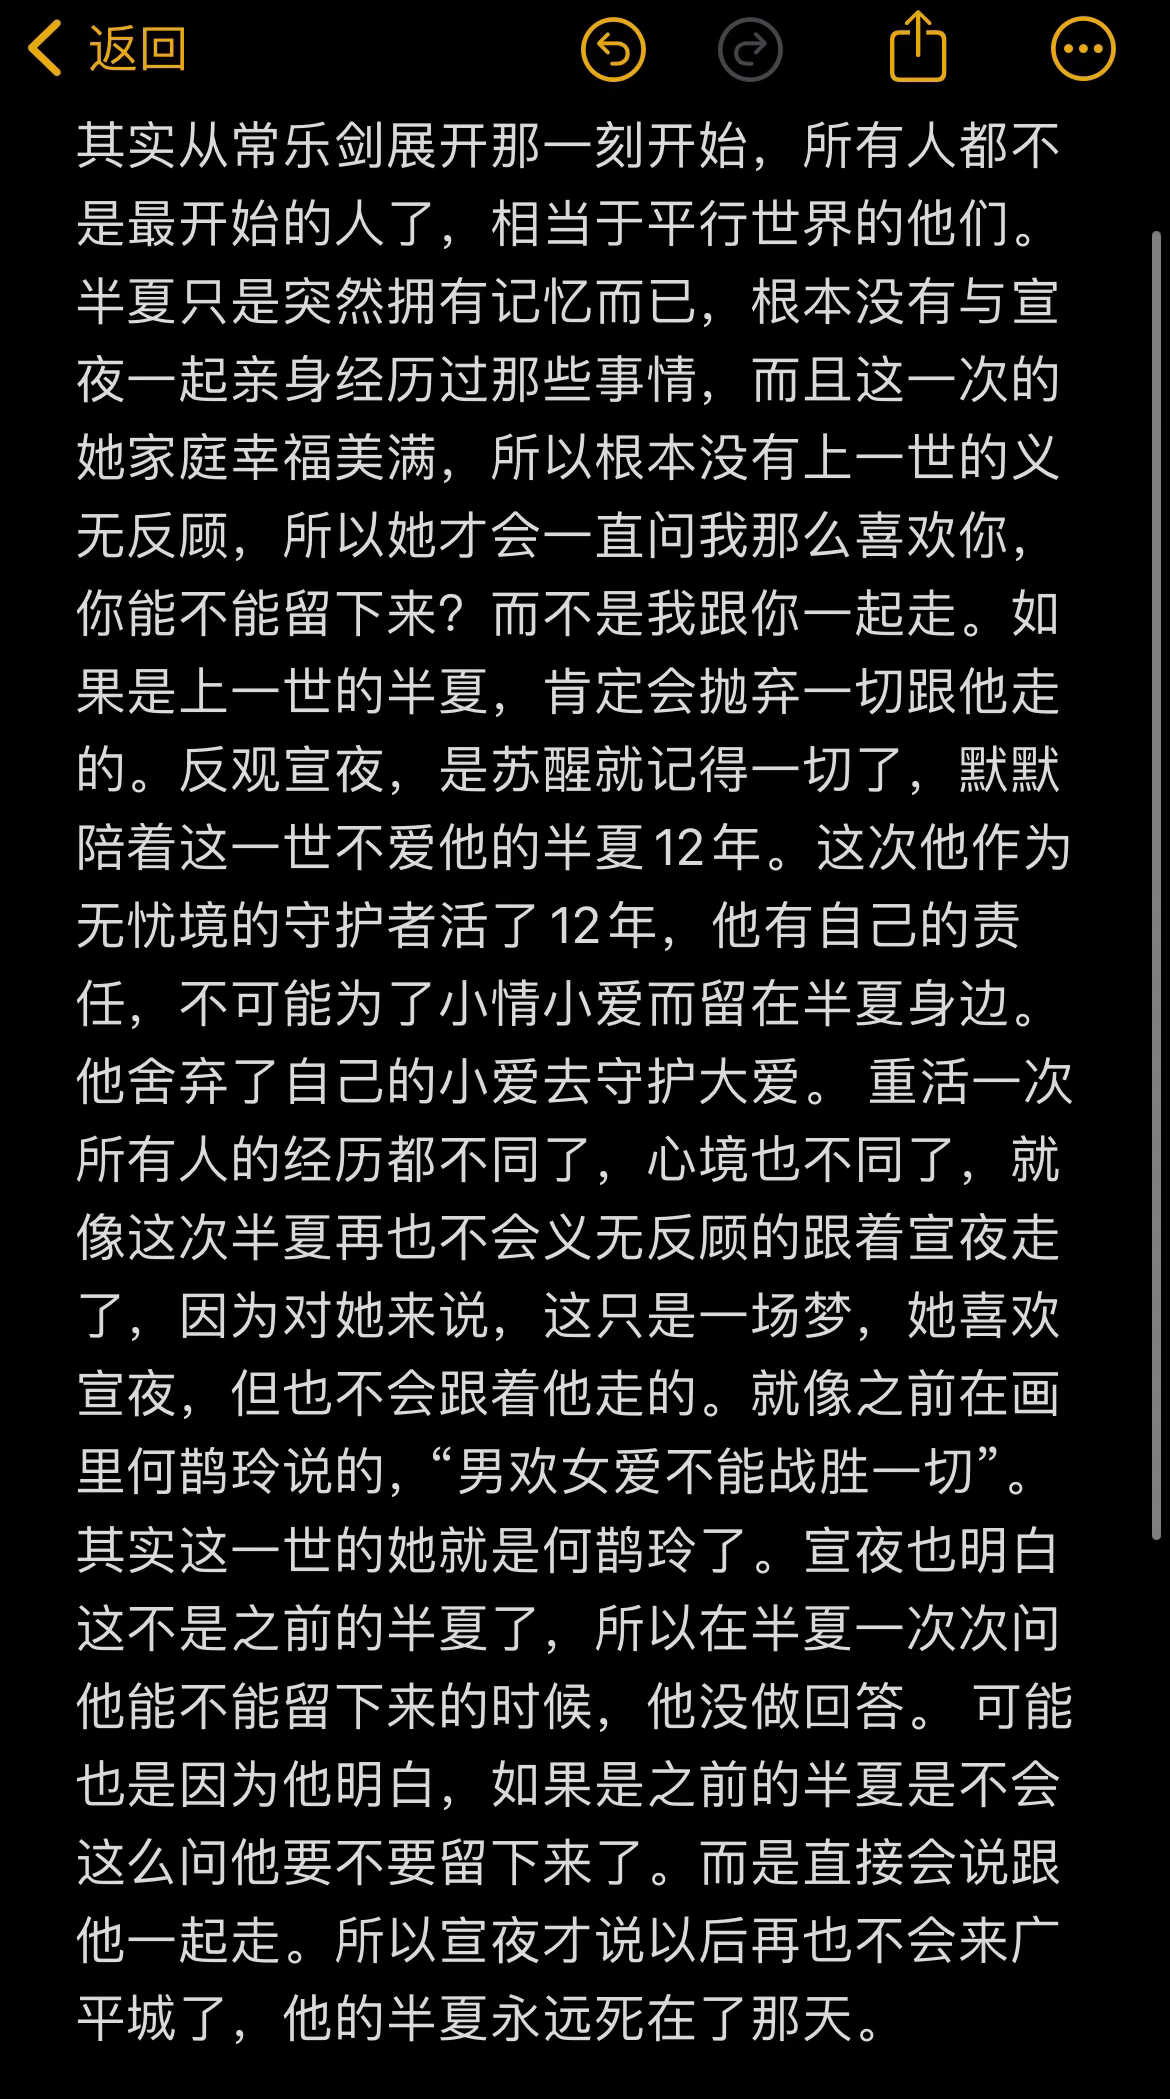 返回
其实从常乐剑展开那一刻开始，所有人都不
是最开始的人了，相当于平行世界的他们。
半夏只是突然拥有记忆而已，根本没有与宣
夜一起亲身经历过那些事情，而且这一次的
她家庭幸福美满，所以根本没有上一世的义
无反顾，所以她才会一直问我那么喜欢你，
你能不能留下来？而不是我跟你一起走。如
果是上一世的半夏，肯定会抛弃一切跟他走
的。反观宣夜，是苏醒就记得一切了，默默
陪着这一世不爱他的半夏12年。这次他作为
无忧境的守护者活了12年，他有自己的责
任，不可能为了小情小爱而留在半夏身边。
他舍弃了自己的小爱去守护大爱。 重活一次
所有人的经历都不同了，心境也不同了，就
像这次半夏再也不会义无反顾的跟着宣夜走
了，因为对她来说，这只是一场梦，她喜欢
宣夜，但也不会跟着他走的。就像之前在画
里何鹊玲说的，“男欢女爱不能战胜一切”。
其实这一世的她就是何鹊玲了。宣夜也明白
这不是之前的半夏了，所以在半夏一次次问
他能不能留下来的时候，他没做回答。 可能
也是因为他明白，如果是之前的半夏是不会
这么问他要不要留下来了。而是直接会说跟
他一起走。所以宣夜才说以后再也不会来广
平城了，他的半夏永远死在了那天。